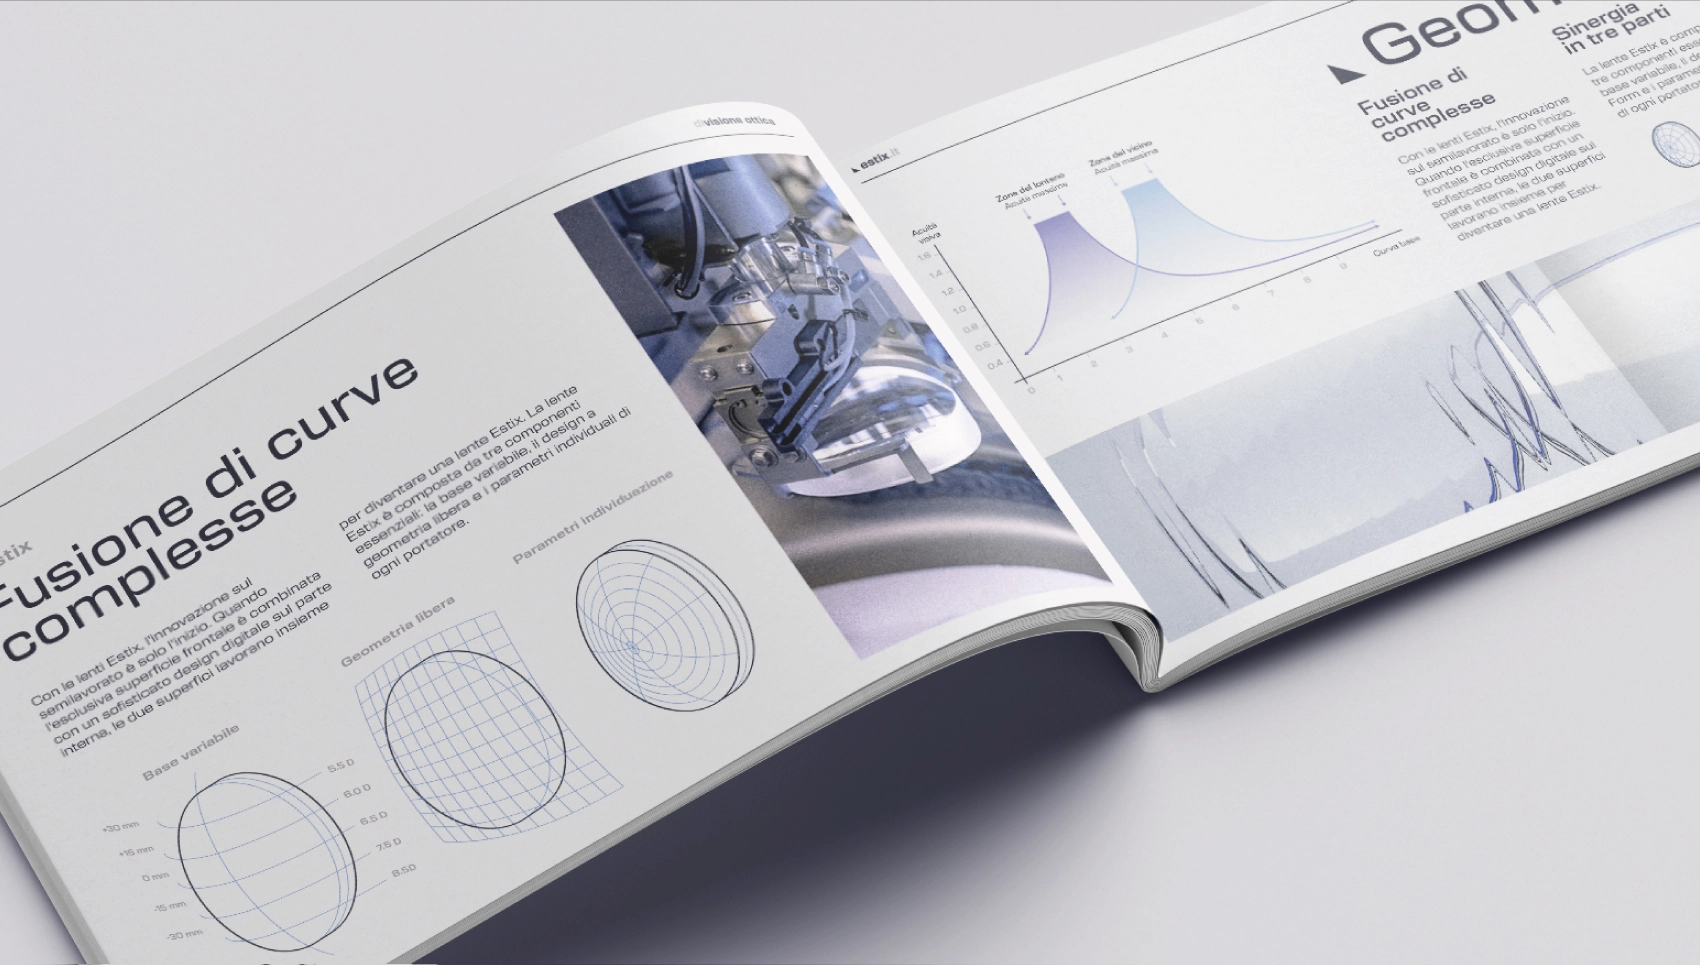 divisione ottica
stix
Fusione di curve
complesse
Con le lenti Estix, l'innovazione sul
semilavorato è solo l'inizio. Quando
l'esclusiva superficie frontale è combinata
con un sofisticato design digitale sul parte
interna, le due superfici lavorano insieme
per diventare una lente Estix. La lente
Estix è composta da tre componenti
essenziali: la base variabile, il design a
geometria libera e i parametri individuali di
ogni portatore.
Base variabile
+30 mm
+15 mm
0 mm
-15 mm
-30 mm
5.5 D
6.0 D
6.5 D
7.5 D
8.5D
Geometria libera
Parametri individuazione
estix.it
Acuità
visiva
1.6
1.4
1.2
1.0
0.8
0.6
0.4
Zona del lontano
Acuità massima
Zona del vicino
Acuità massima
0 1 2 3 4 5 6 7 8 9
Curva base
Geom
Fusione di
curve
complesse
Con le lenti Estix, l'innovazione
sul semilavorato è solo l'inizio.
Quando l'esclusiva superficie
frontale è combinata con un
sofisticato design digitale sul
parte interna, le due superfici
lavorano insieme per
diventare una lente Estix.
Sinergia
in tre parti
La lente Estix è comp
tre componenti esse
base variabile, il de
Form e i parame
di ogni portato